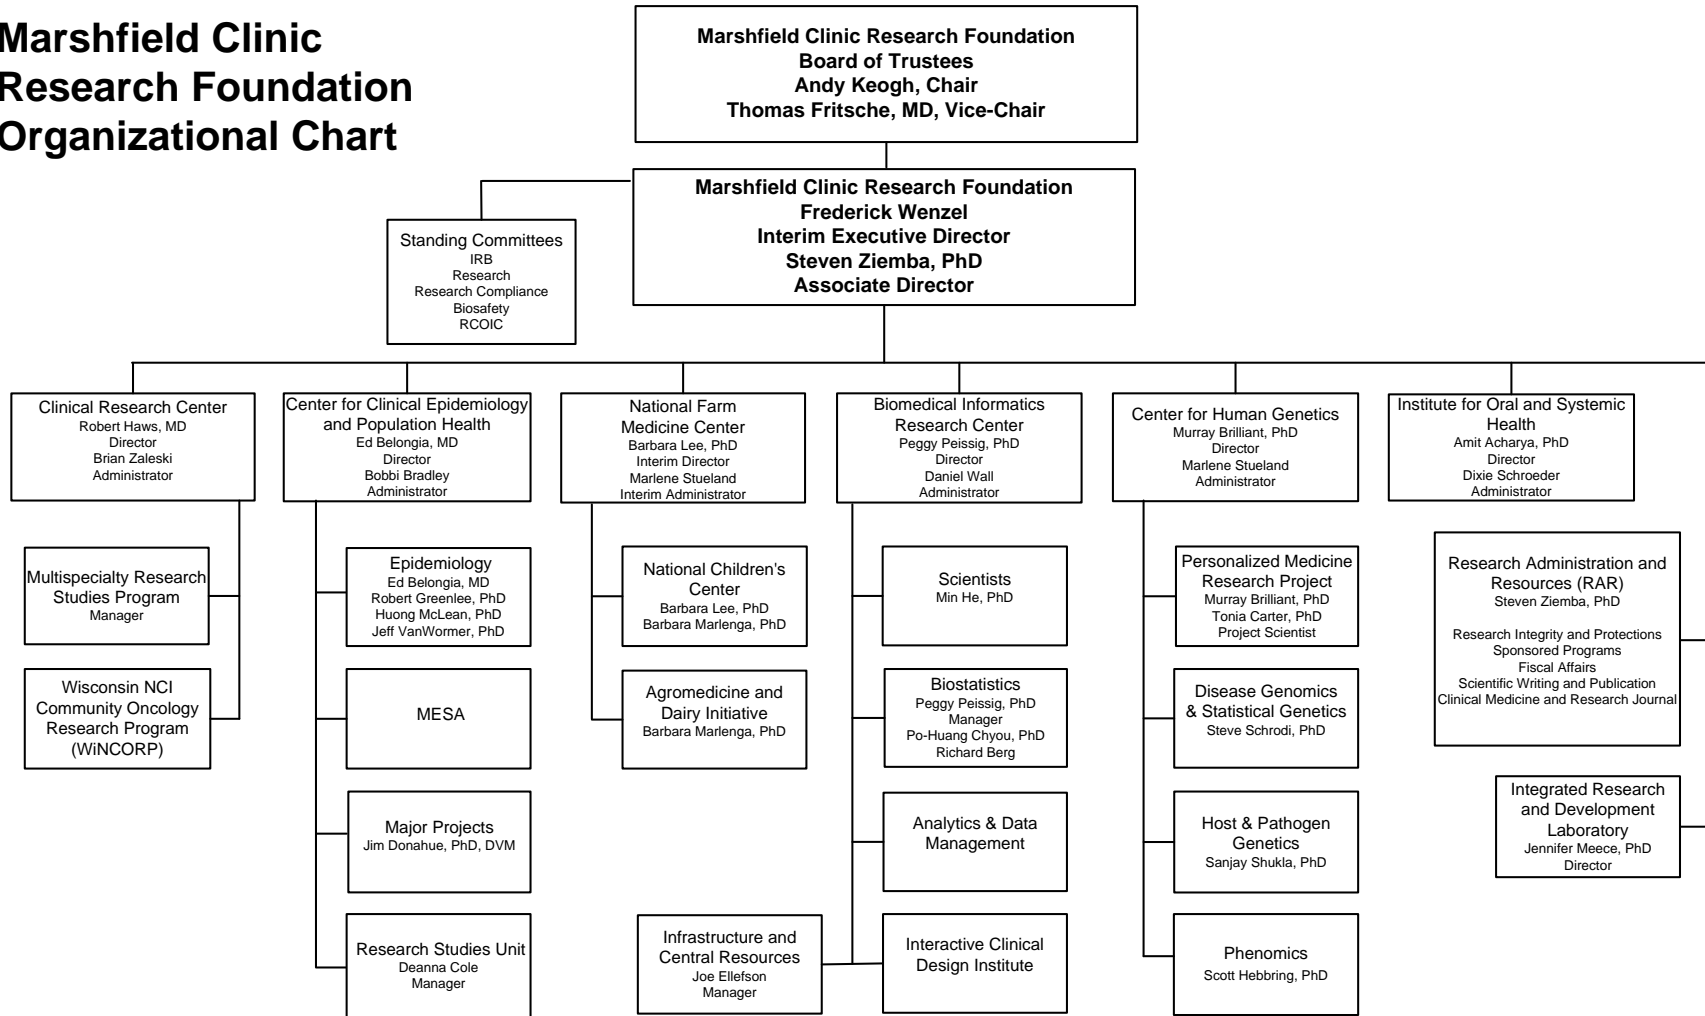 Marshfield Clinic
Research Foundation
Organizational Chart
Marshfield Clinic Research Foundation
Board of Trustees
Andy Keogh, Chair
Thomas Fritsche, MD, Vice-Chair
Marshfield Clinic Research Foundation
Frederick Wenzel
Interim Executive Director
Steven Ziemba, PhD
Associate Director
Standing Committees
IRB
Research
Research Compliance
Biosafety
RCOIC
Clinical Research Center
Robert Haws, MD
Director
Brian Zaleski
Administrator
Center for Clinical Epidemiology
and Population Health
Ed Belongia, MD
Director
Bobbi Bradley
Administrator
National Farm
Medicine Center
Barbara Lee, PhD
Interim Director
Marlene Stueland
Interim Administrator
Biomedical Informatics
Research Center
Peggy Peissig, PhD
Director
Daniel Wall
Administrator
Center for Human Genetics
Murray Brilliant, PhD
Director
Marlene Stueland
Administrator
Institute for Oral and Systemic
Health
Amit Acharya, PhD
Director
Dixie Schroeder
Administrator
Multispecialty Research
Studies Program
Manager
Wisconsin NCI
Community Oncology
Research Program
(WiNCORP)
Epidemiology
Ed Belongia, MD
Robert Greenlee, PhD
Huong McLean, PhD
Jeff VanWormer, PhD
MESA
Major Projects
Jim Donahue, PhD, DVM
Research Studies Unit
Deanna Cole
Manager
National Children's
Center
Barbara Lee, PhD
Barbara Marlenga, PhD
Agromedicine and
Dairy Initiative
Barbara Marlenga, PhD
Infrastructure and
Central Resources
Joe Ellefson
Manager
Scientists
Min He, PhD
Biostatistics
Peggy Peissig, PhD
Manager
Po-Huang Chyou, PhD
Richard Berg
Analytics & Data
Management
Interactive Clinical
Design Institute
Personalized Medicine
Research Project
Murray Brilliant, PhD
Tonia Carter, PhD
Project Scientist
Disease Genomics
& Statistical Genetics
Steve Schrodi, PhD
Host & Pathogen
Genetics
Sanjay Shukla, PhD
Phenomics
Scott Hebbring, PhD
Research Administration and
Resources (RAR)
Steven Ziemba, PhD
Research Integrity and Protections
Sponsored Programs
Fiscal Affairs
Scientific Writing and Publication
Clinical Medicine and Research Journal
Integrated Research
and Development
Laboratory
Jennifer Meece, PhD
Director